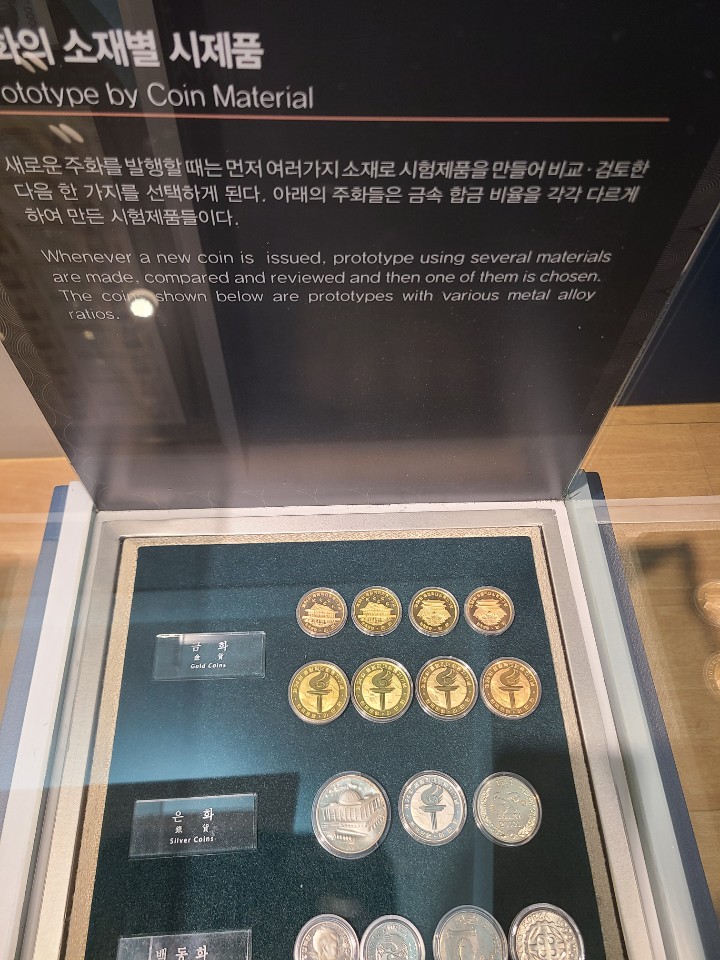 화의 소재별 시제품
ototype by Coin Material
새로운 주화를 발행할 때는 먼저 여러가지 소재로 시험제품을 만들어 비교 · 검토한
다음 한 가지를 선택하게 된다. 아래의 주화들은 금속 합금 비율을 각각 다르게
하여 만든 시험제품들이다.
Whenever a new coin is issued, prototype using several materials
are made, compared and reviewed and then one of them is chosen.
The coins shown below are prototypes with various metal alloy
ratios.
금 화
金 貨
Gold Coins
은 화
銀 貨
Silver Coins
백 동 화